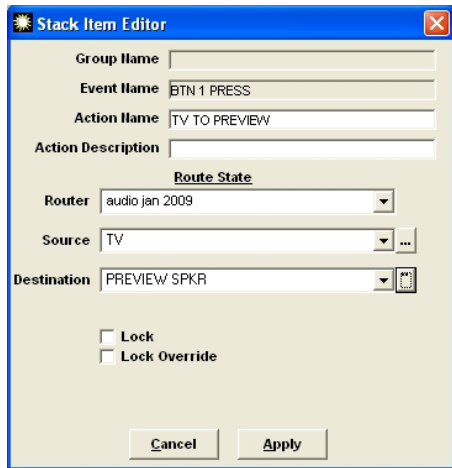 Stack Item Editor
Group Name
Event Name BTN 1 PRESS
Action Name TV TO PREVIEW
Action Description
Route State
Router audio jan 2009
Source TV ...
Destination PREVIEW SPKR
Lock
Lock Override
Cancel Apply